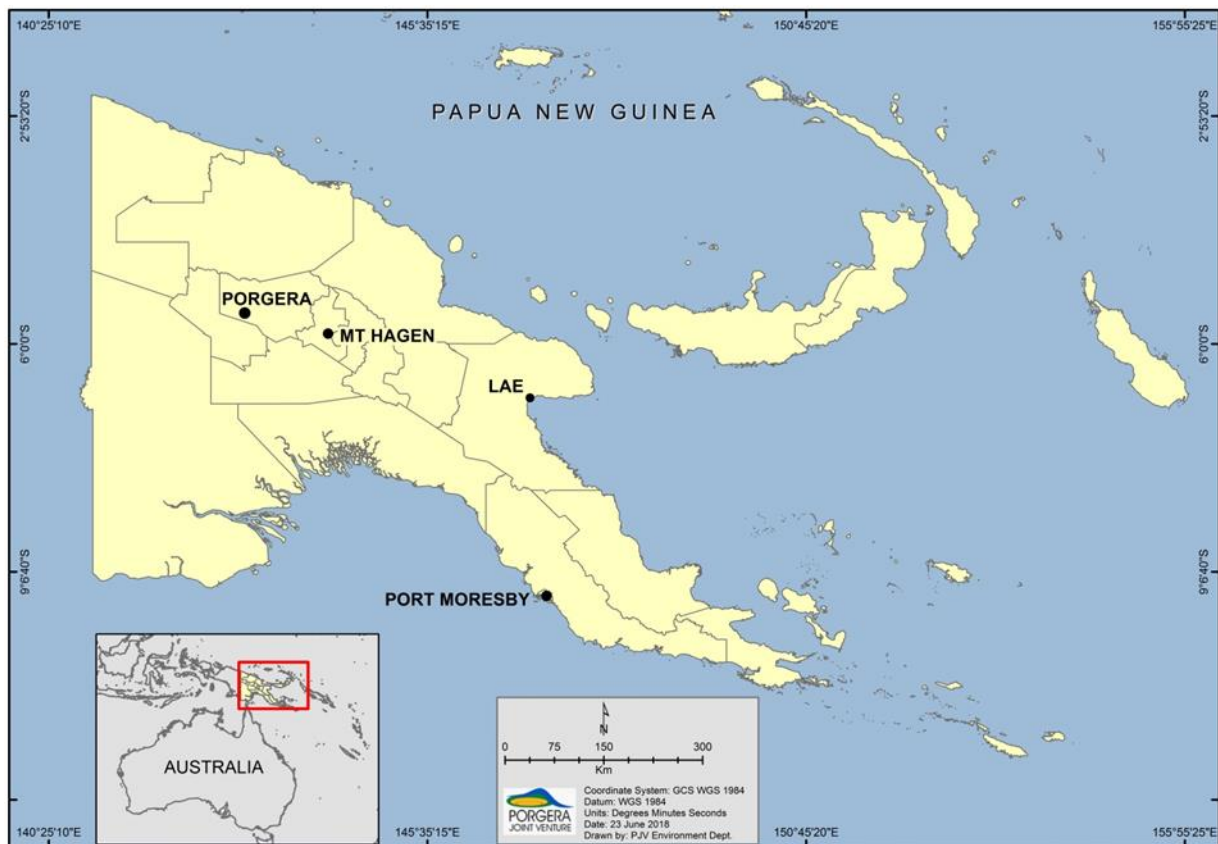 140°25'10"E
145°35'15"E
150°45'20"E
155°55'25"E
2°53'20"S
2°53'20"S
PAPUA NEW GUINEA
PORGERA
MT HAGEN
6°0'0"S
6°0'0"S
LAE
9°6'40"S
9°6'40"S
PORT MORESBY
AUSTRALIA
N
0 75 150 300
Km
PORGERA
JOINT VENTURE
Coordinate System: GCS WGS 1984
Datum: WGS 1984
Units: Degrees Minutes Seconds
Date: 23 June 2018
Drawn by: PJV Environment Dept.
140°25'10"E
145°35'15"E
150°45'20"E
155°55'25"E